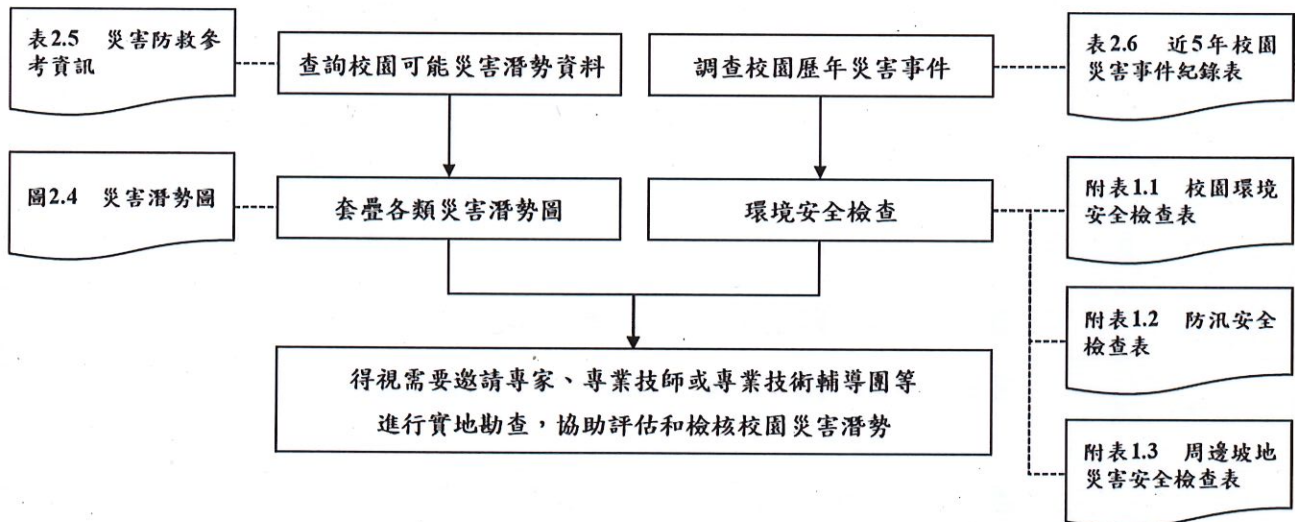 表2.5 災害防救參
考資訊
查詢校園可能災害潛勢資料
調查校園歷年災害事件
表2.6 近5年校園
災害事件紀錄表
圖2.4 災害潛勢圖
套疊各類災害潛勢圖
環境安全檢查
附表1.1 校園環境
安全檢查表
附表1.2 防汛安全
檢查表
得視需要邀請專家、專業技師或專業技術輔導團等
進行實地勘查，協助評估和檢核校園災害潛勢
附表1.3 周邊坡地
災害安全檢查表